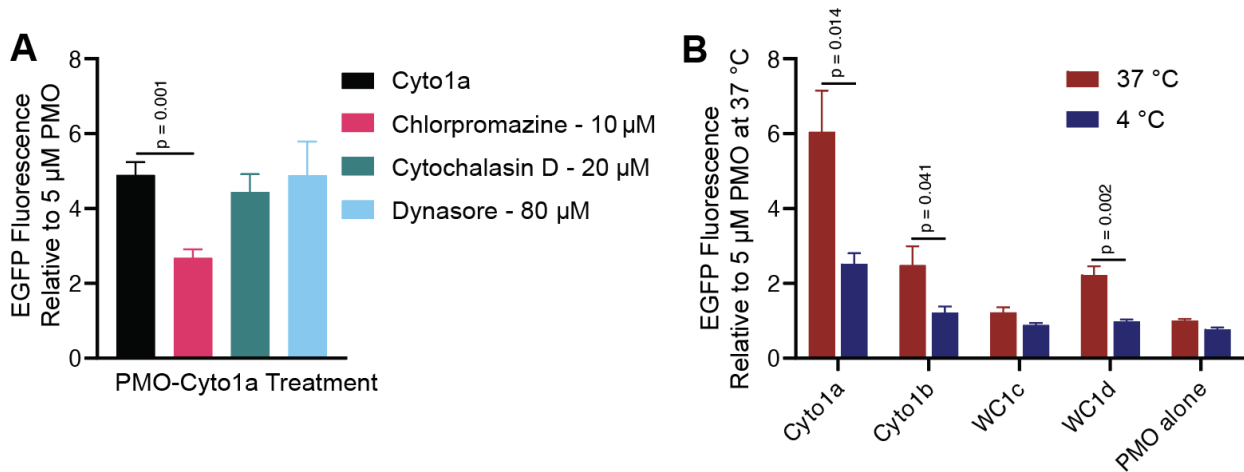 A
EGFP Fluorescence
Relative to 5 µM PMO
8
6
4
2
0
p = 0.001
PMO-Cyto1a Treatment
Cyto1a
Chlorpromazine - 10 µM
Cytochalasin D - 20 µM
Dynasore - 80 µM
B
EGFP Fluorescence
Relative to 5 µM PMO at 37 °C
8
6
4
2
0
p = 0.014
p = 0.041
p = 0.002
37 °C
4 °C
Cyto1a
Cyto1b
WC1c
WC1d
PMO alone